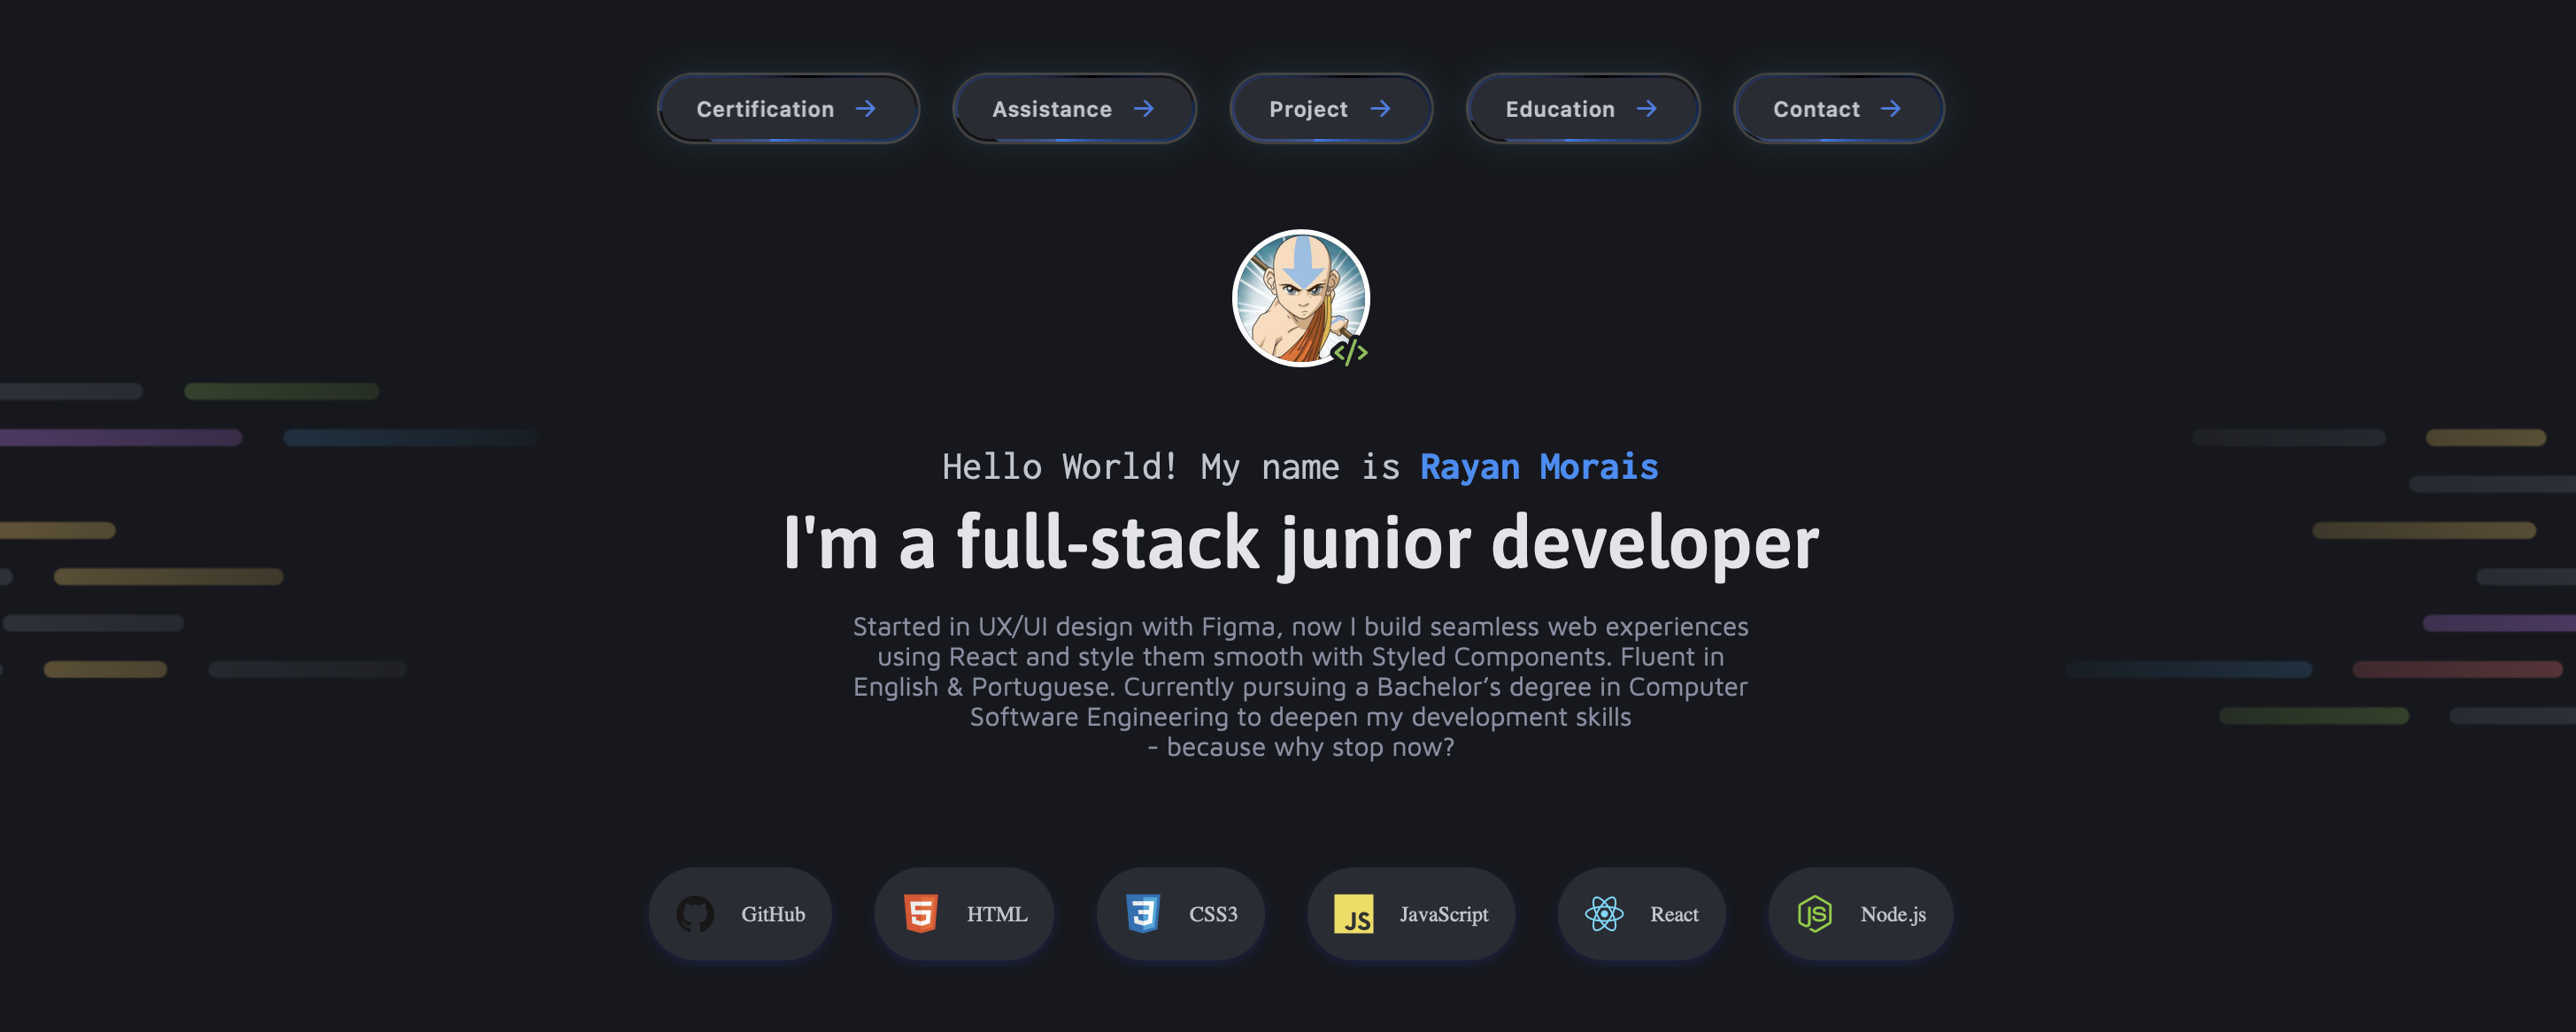 Certification
Assistance
Project
Education
Contact
</>
Hello World! My name is Rayan Morais
I'm a full-stack junior developer
Started in UX/UI design with Figma, now I build seamless web experiences
using React and style them smooth with Styled Components. Fluent in
English & Portuguese. Currently pursuing a Bachelor’s degree in Computer
Software Engineering to deepen my development skills
- because why stop now?
GitHub
5 HTML
3 CSS3
JS JavaScript
React
JS Node.js